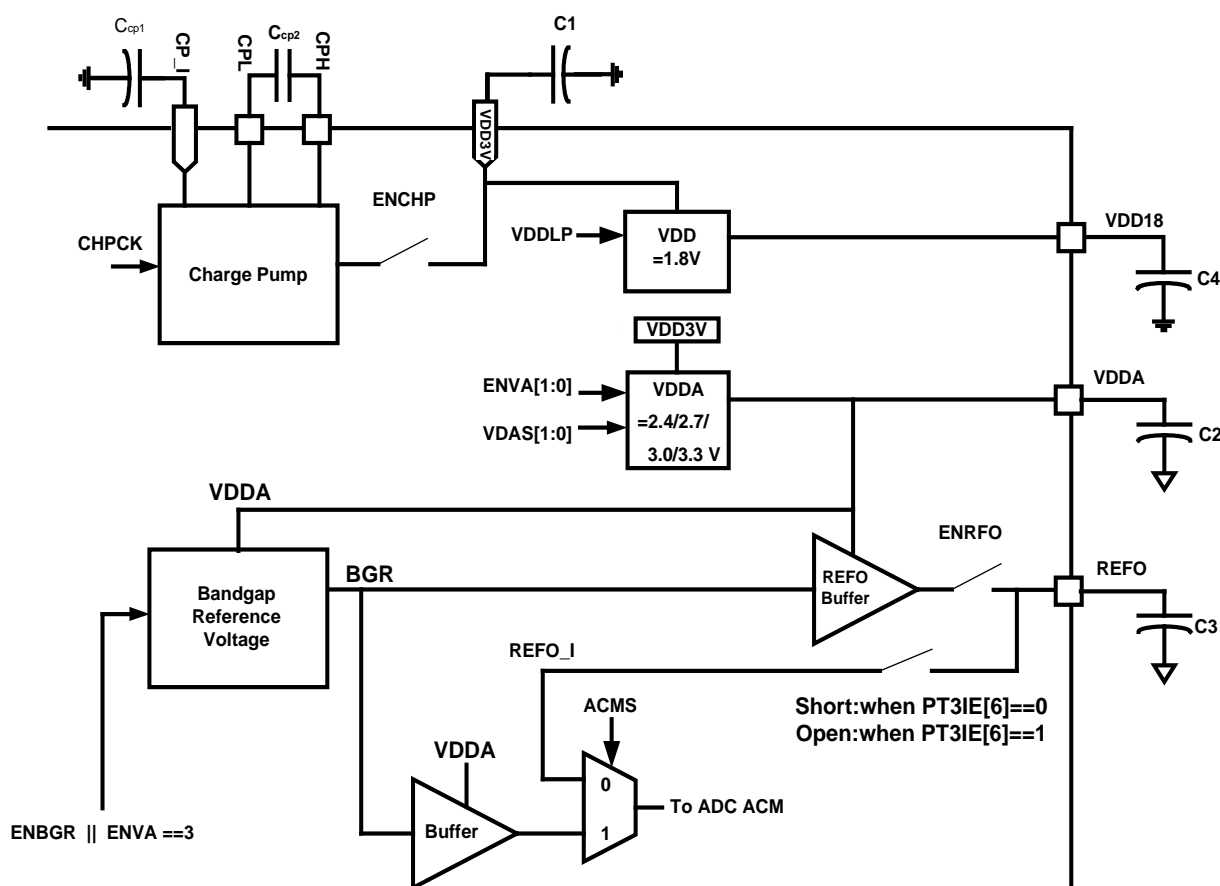 Ccp1
CP_I
CPL
Ccp2
CPH
C1
VDD3V
ENCHP
CHPCK
Charge Pump
VDDLP
VDD
=1.8V
VDD18
C4
VDD3V
ENVA[1:0]
VDAS[1:0]
VDDA
=2.4/2.7/
3.0/3.3 V
VDDA
C2
VDDA
Bandgap
Reference
Voltage
BGR
REFO
Buffer
ENRFO
REFO
C3
REFO_I
Short:when PT3IE[6]==0
Open:when PT3IE[6]==1
ACMS
VDDA
Buffer
0
1
To ADC ACM
ENBGR || ENVA ==3